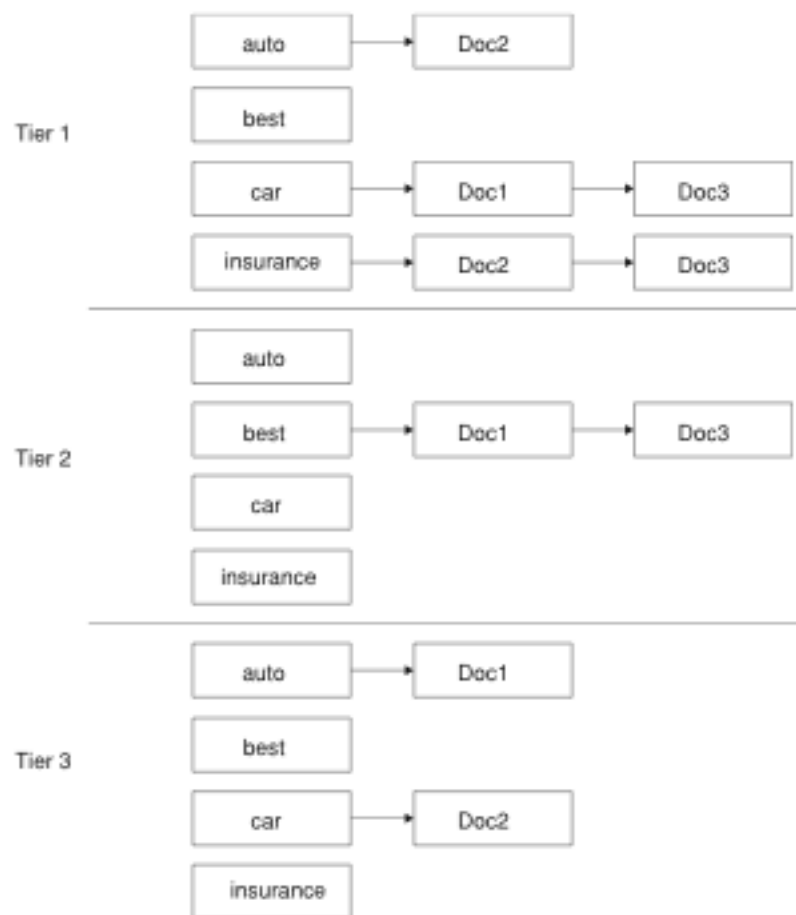 auto Doc2
Tier 1
best
car Doc1 Doc3
insurance Doc2 Doc3
auto
best Doc1 Doc3
Tier 2
car
insurance
auto Doc1
best
Tier 3
car Doc2
insurance